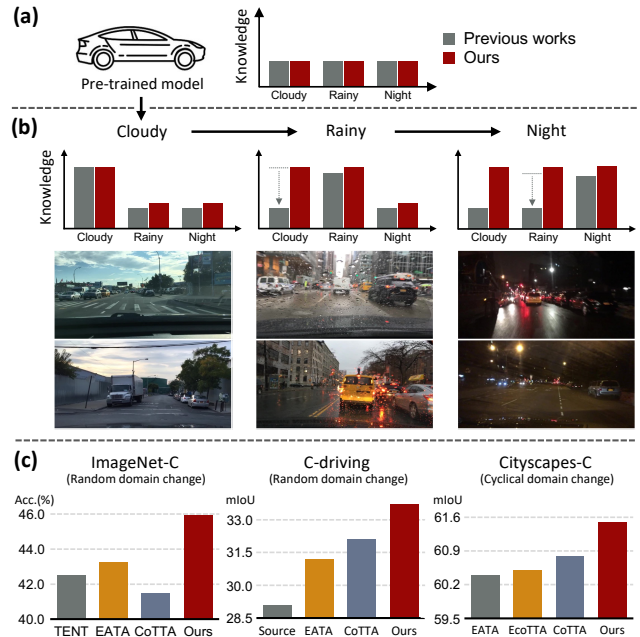 (a)
Pre-trained model
Knowledge
Cloudy Rainy Night
Previous works
Ours
(b)
Cloudy Rainy Night
Knowledge
Cloudy Rainy Night
Cloudy Rainy Night
Cloudy Rainy Night
(c)
ImageNet-C
(Random domain change)
Acc.(%)
46.0
44.0
42.0
40.0
TENT EATA CoTTA Ours
C-driving
(Random domain change)
mIoU
33.0
31.5
30.0
28.5
Source EATA CoTTA Ours
Cityscapes-C
(Cyclical domain change)
mIoU
61.6
60.9
60.2
59.5
EATA EcoTTA CoTTA Ours